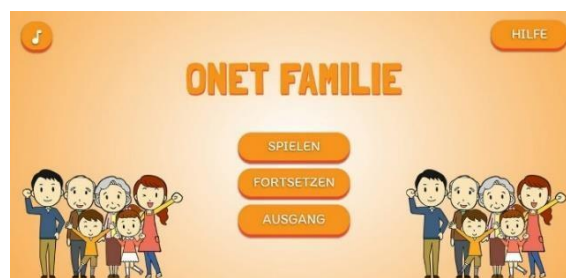 HILFE
ONET FAMILIE
SPIELEN
FORTSETZEN
AUSGANG